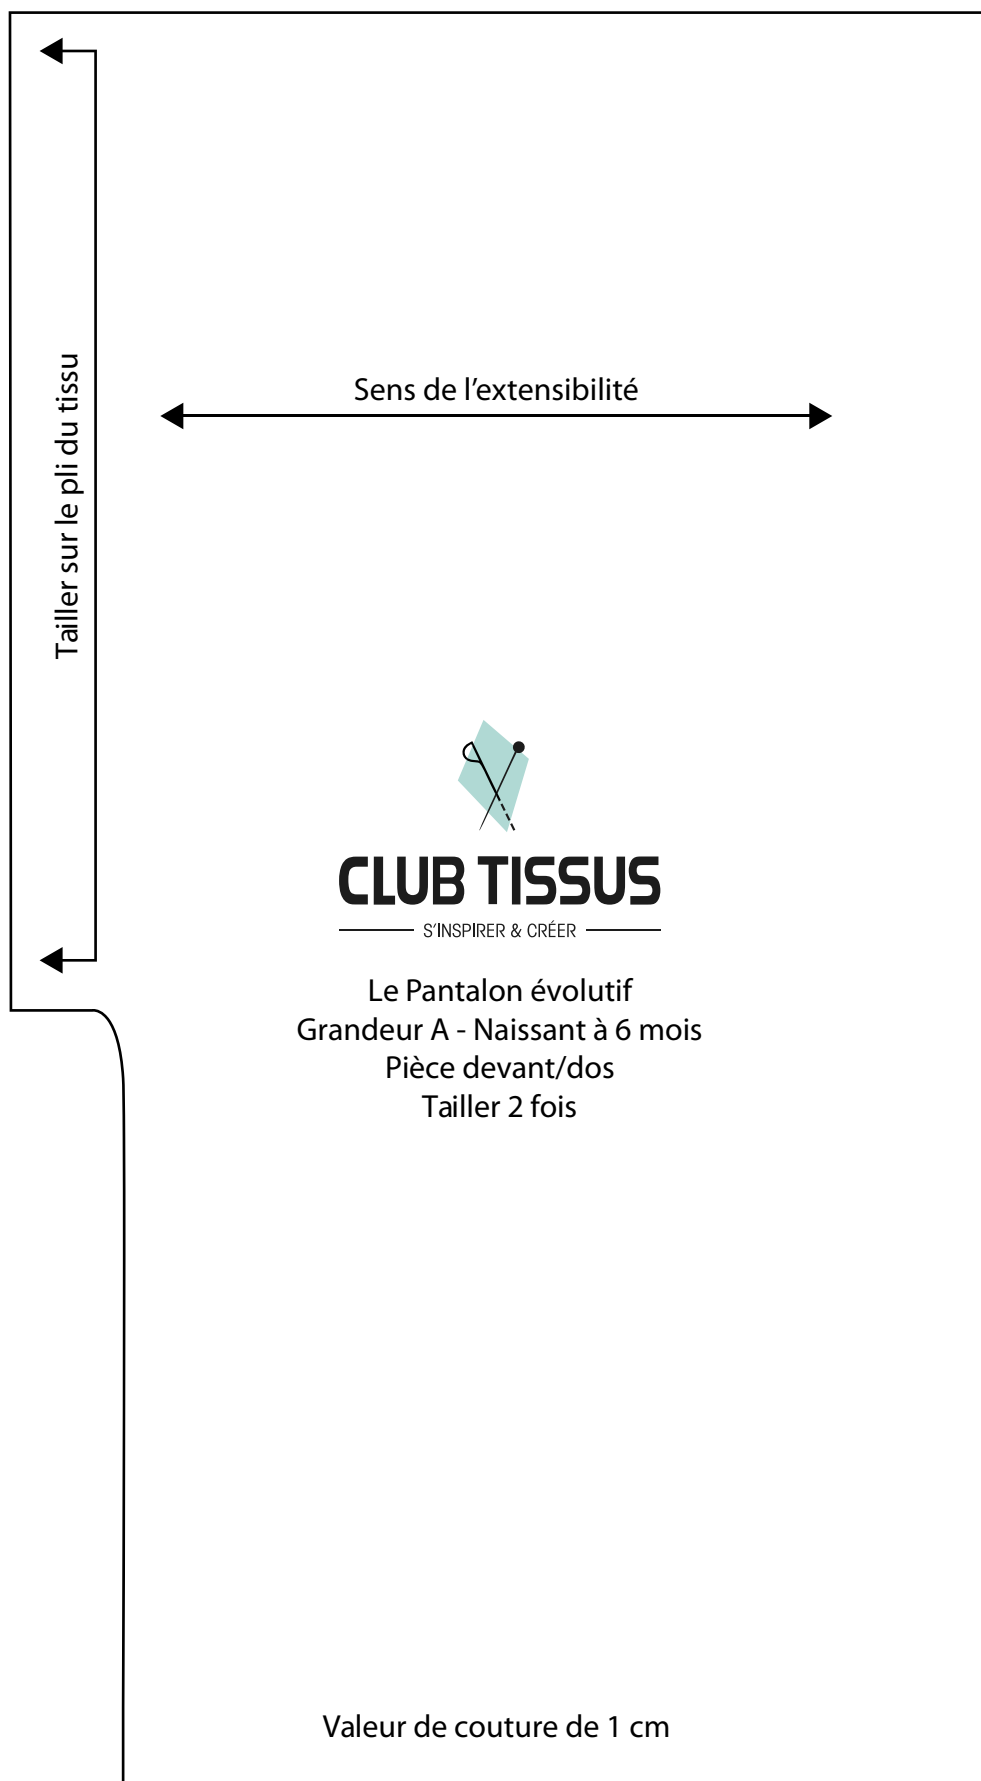 Tailler sur le pli du tissu
Sens de l'extensibilité
CLUB TISSUS
S'INSPIRER & CRÉER
Le Pantalon évolutif
Grandeur A - Naissant à 6 mois
Pièce devant/dos
Tailler 2 fois
Valeur de couture de 1 cm